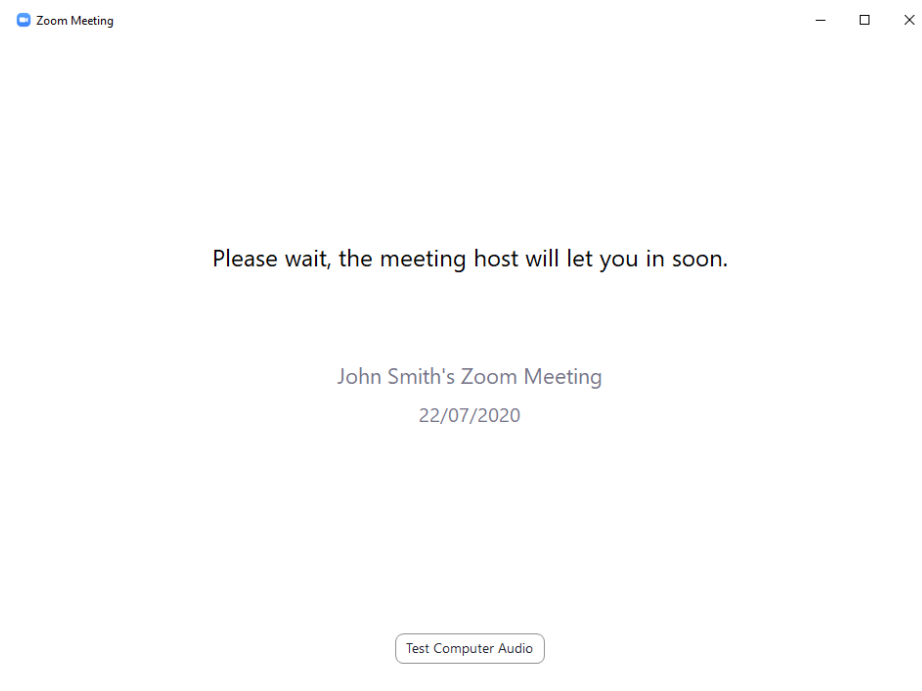 Zoom Meeting
Please wait, the meeting host will let you in soon.
John Smith's Zoom Meeting
22/07/2020
Test Computer Audio